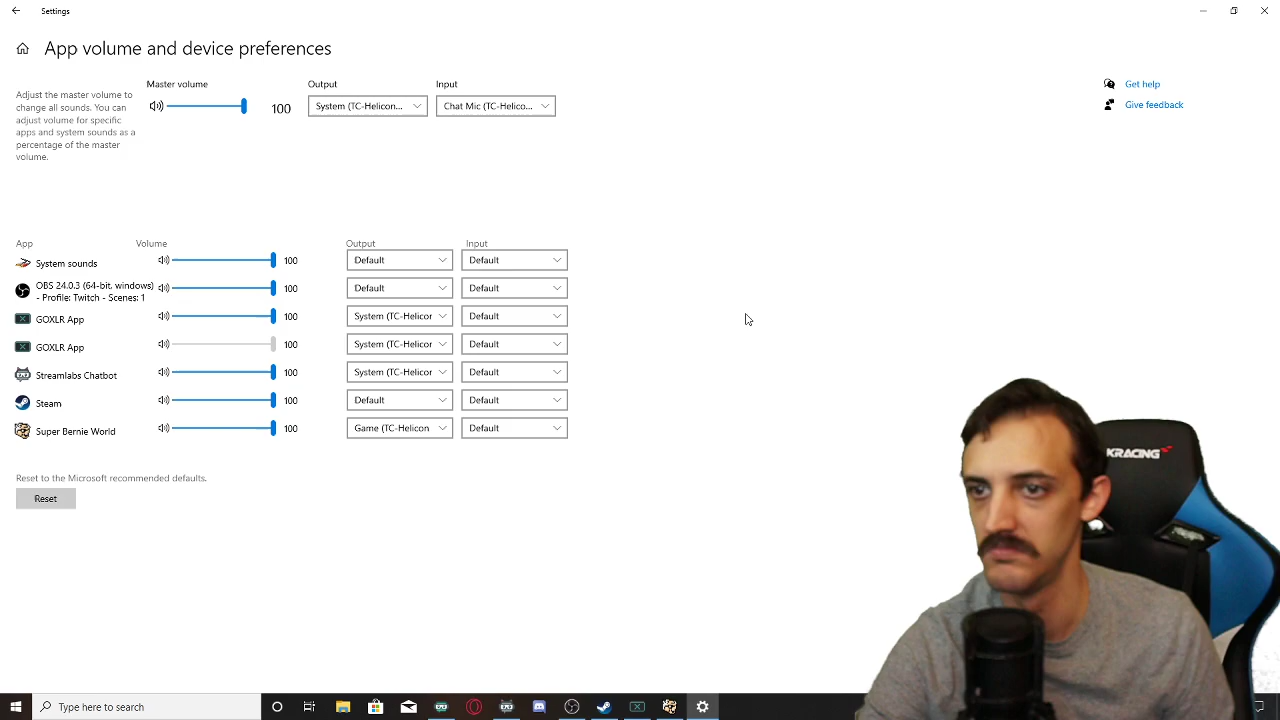 Settings
App volume and device preferences
Master volume
Output
Input
Adjust the master volume to
change all sounds. You can
adjust volume for specific
apps and system sounds as a
percentage of the master
volume.
100
System (TC-Helicon...
Chat Mic (TC-Helico...
Get help
Give feedback
App
Volume
Output
Input
System sounds
100
Default
Default
OBS 24.0.3 (64-bit, windows)
- Profile: Twitch - Scenes: 1
100
Default
Default
GOXLR App
100
System (TC-Helicor
Default
GOXLR App
100
System (TC-Helicor
Default
Streamlabs Chatbot
100
System (TC-Helicor
Default
Steam
100
Default
Default
Super Bernie World
100
Game (TC-Helicon
Default
Reset to the Microsoft recommended defaults.
Reset
KRACING
Type here to search